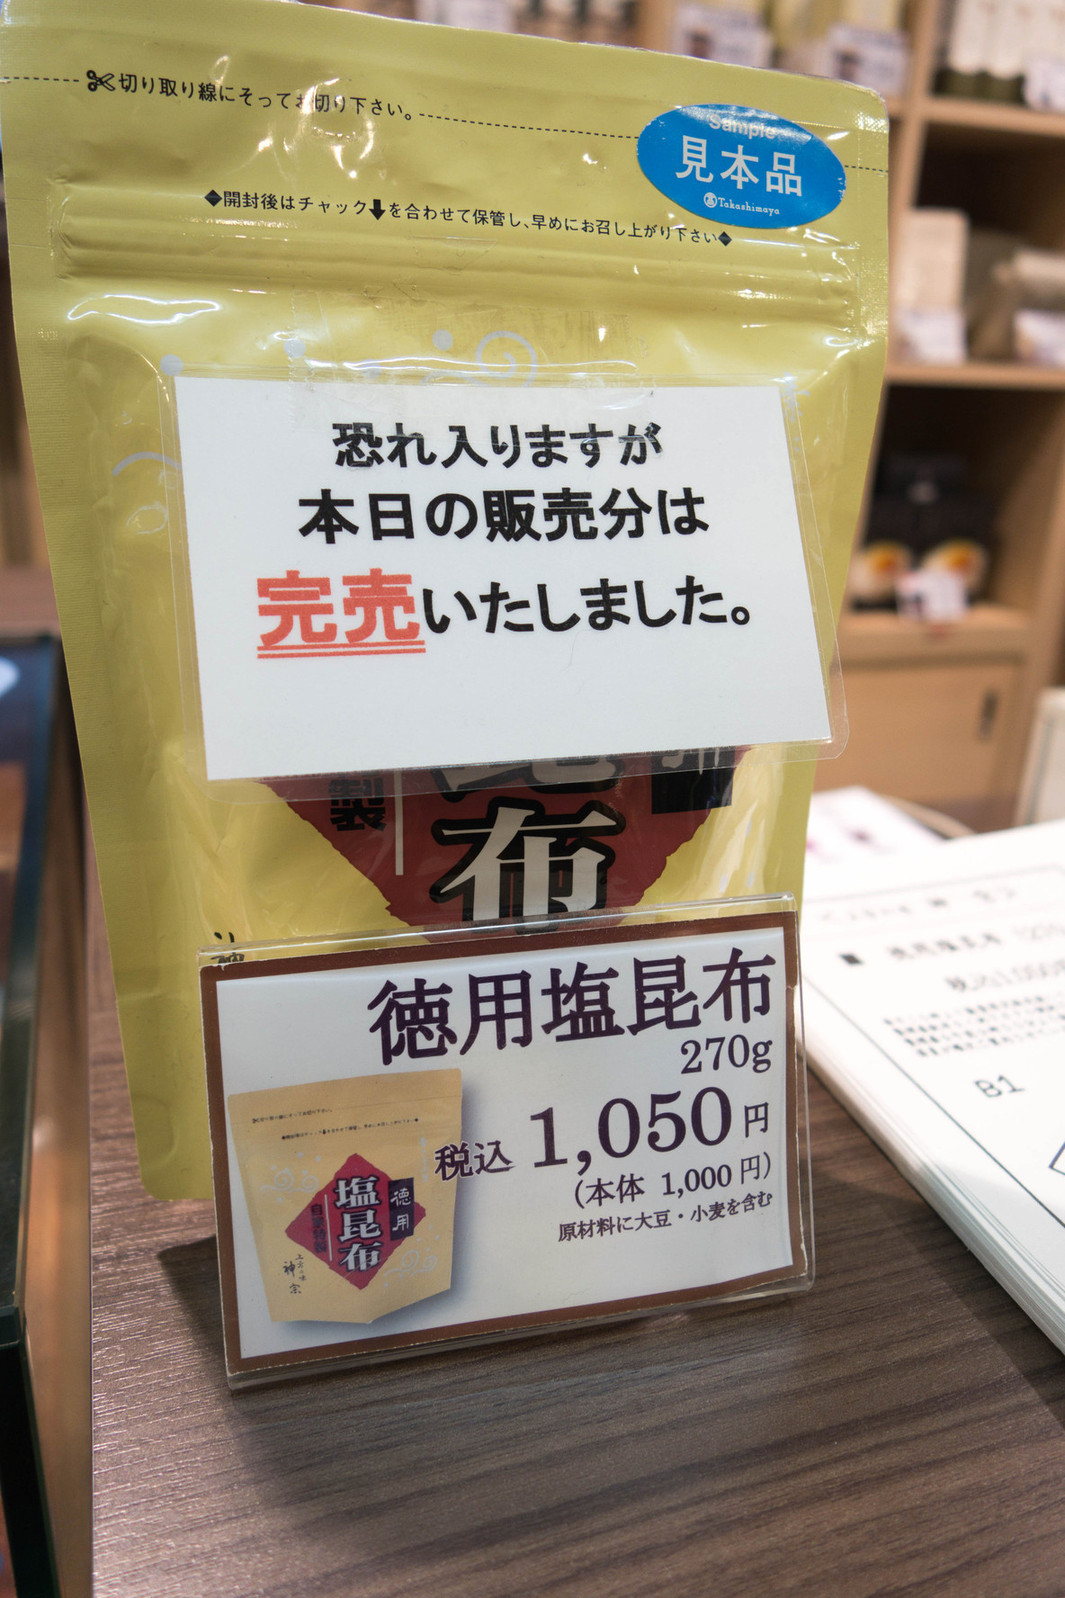 切り取り線にそってお切り下さい。
Sample
見本品
Takashimaya
◆開封後はチャック⬇を合わせて保管し、早めにお召し上がり下さい◆
恐れ入りますが
本日の販売分は
完売いたしました。
製
布
徳用塩昆布
270g
税込 1,050円
(本体 1,000円)
原材料に大豆・小麦を含む
徳用
塩昆布
神宗
B1